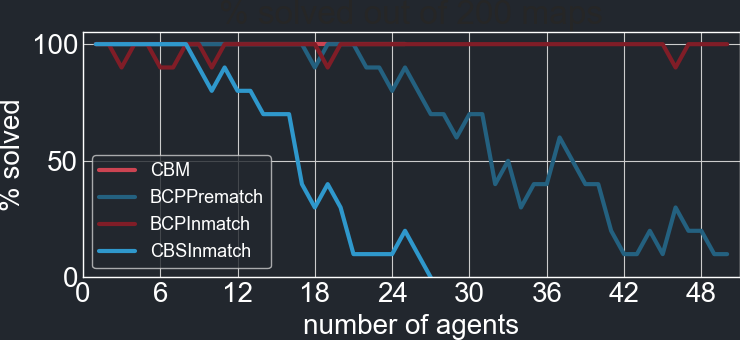 % solved
100
50
0
CBM
BCPPrematch
BCPInmatch
CBSInmatch
0 6 12 18 24 30 36 42 48
number of agents